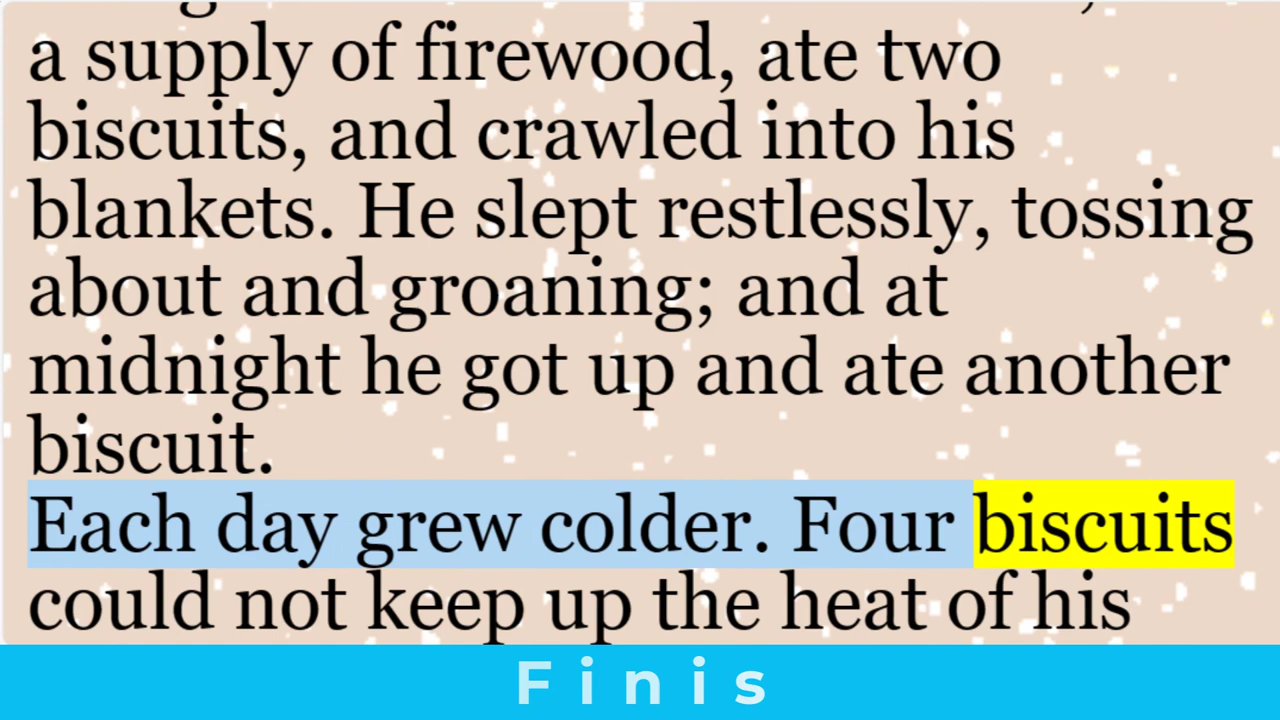 a supply of firewood, ate two
biscuits, and crawled into his
blankets. He slept restlessly, tossing
about and groaning; and at
midnight he got up and ate another
biscuit.
Each day grew colder. Four biscuits
could not keep up the heat of his
Finis